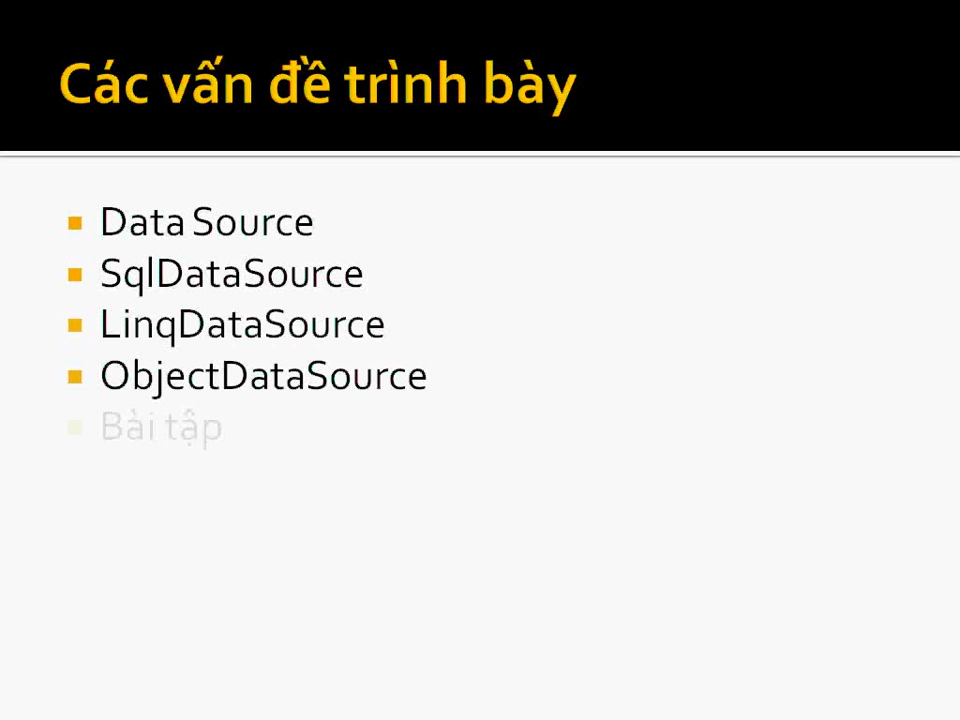 Các vấn đề trình bày
Data Source
SqlDataSource
LinqDataSource
ObjectDataSource
Bài tập